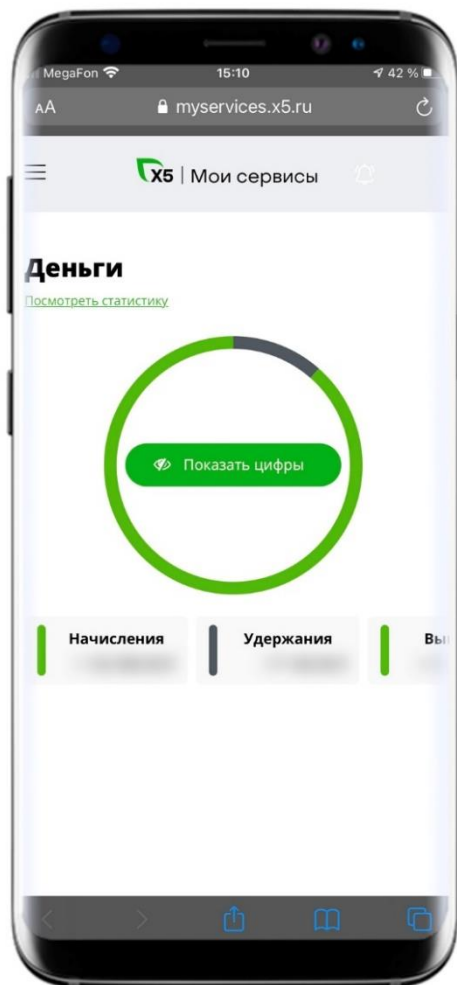 MegaFon 15:10 42 %
AA myservices.x5.ru
X5 | Мои сервисы
Деньги
Посмотреть статистику
Показать цифры
Начисления Удержания